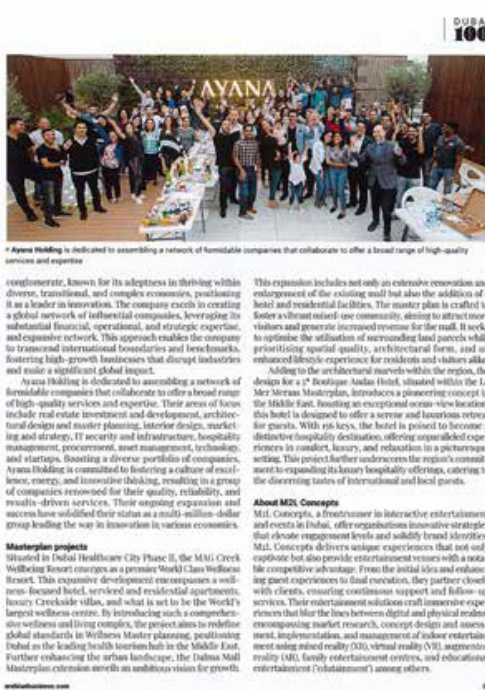 DUBAI
100
AYANA
Ayana Holding is dedicated to assembling a network of formidable companies that collaborate to offer a broad range of high-quality
services and expertise
conglomerate, known for its adeptness in thriving within
diverse, transitional, and complex economies, positioning
it as a leader in innovation. The company excels in creating
a global network of influential companies, leveraging its
substantial financial, operational, and strategic expertise,
and expansive network. This approach enables the company
to transcend international boundaries and benchmarks,
fostering high-growth businesses that disrupt industries
and make a significant global impact.
Ayana Holding is dedicated to assembling a network of
formidable companies that collaborate to offer a broad range
of high-quality services and expertise. Their areas of focus
include real estate investment and development, architec-
tural design and master planning, interior design, market-
ing and strategy, IT security and infrastructure, hospitality
management, procurement, asset management, technology,
and startups. Boasting a diverse portfolio of companies,
Ayana Holding is committed to fostering a culture of excel-
lence, energy, and innovative thinking, resulting in a group
of companies renowned for their quality, reliability, and
results-driven services. Their ongoing expansion and
success have solidified their status as a multi-million-dollar
group leading the way in innovation in various economies.
Masterplan projects
Situated in Dubai Healthcare City Phase II, the MAG Creek
Wellbeing Resort emerges as a premier World Class Wellness
Resort. This expansive development encompasses a well-
ness-focused hotel, serviced and residential apartments,
luxury Creekside villas, and what is set to be the World's
largest wellness centre. By introducing such a comprehen-
sive wellness and living complex, the project aims to redefine
global standards in Wellness Master planning, positioning
Dubai as the leading health tourism hub in the Middle East.
Further enhancing the urban landscape, the Dalma Mall
Masterplan extension unveils an ambitious vision for growth.
This expansion includes not only an extensive renovation and
enlargement of the existing mall but also the addition of
hotel and residential facilities. The master plan is crafted
foster a vibrant mixed-use community, aiming to attract more
visitors and generate increased revenue for the mall. It seek
to optimise the utilisation of surrounding land parcels while
prioritising spatial quality, architectural form, and
enhanced lifestyle experience for residents and visitors alike
Adding to the architectural marvels within the region, the
design for a 5* Boutique Andaz Hotel, situated within the
Mer Masterplan, introduces a pioneering concept
the Middle East. Boasting an exceptional ocean-view location
this hotel is designed to offer a serene and luxurious retreat
for guests. With 156 keys, the hotel is poised to become
distinctive hospitality destination, offering unparalleled expe
riences in comfort, luxury, and relaxation in a picturesque
setting. This project further underscores the region's commit
ment to expanding its luxury hospitality offerings, catering
the discerning tastes of international and local guests.
About M2L Concepts
M2L Concepts, a frontrunner in interactive entertainment
and events in Dubai, offer organisations innovative strategies
that elevate engagement levels and solidify brand identities
M2L Concepts delivers unique experiences that not only
captivate but also provide entertainment venues with a nota
ble competitive advantage. From the initial idea and enhanc
ing guest experiences to final execution, they partner closely
with clients, ensuring continuous support and follow-up
services. Their entertainment solutions craft immersive expe
riences that blur the lines between digital and physical realms
encompassing market research, concept design and assess
ment, implementation, and management of indoor entertain
ment using mixed reality (XR), virtual reality (VR), augmented
reality (AR), family entertainment centres, and educational
entertainment ('edutainment') among others.
arabianbusiness.com